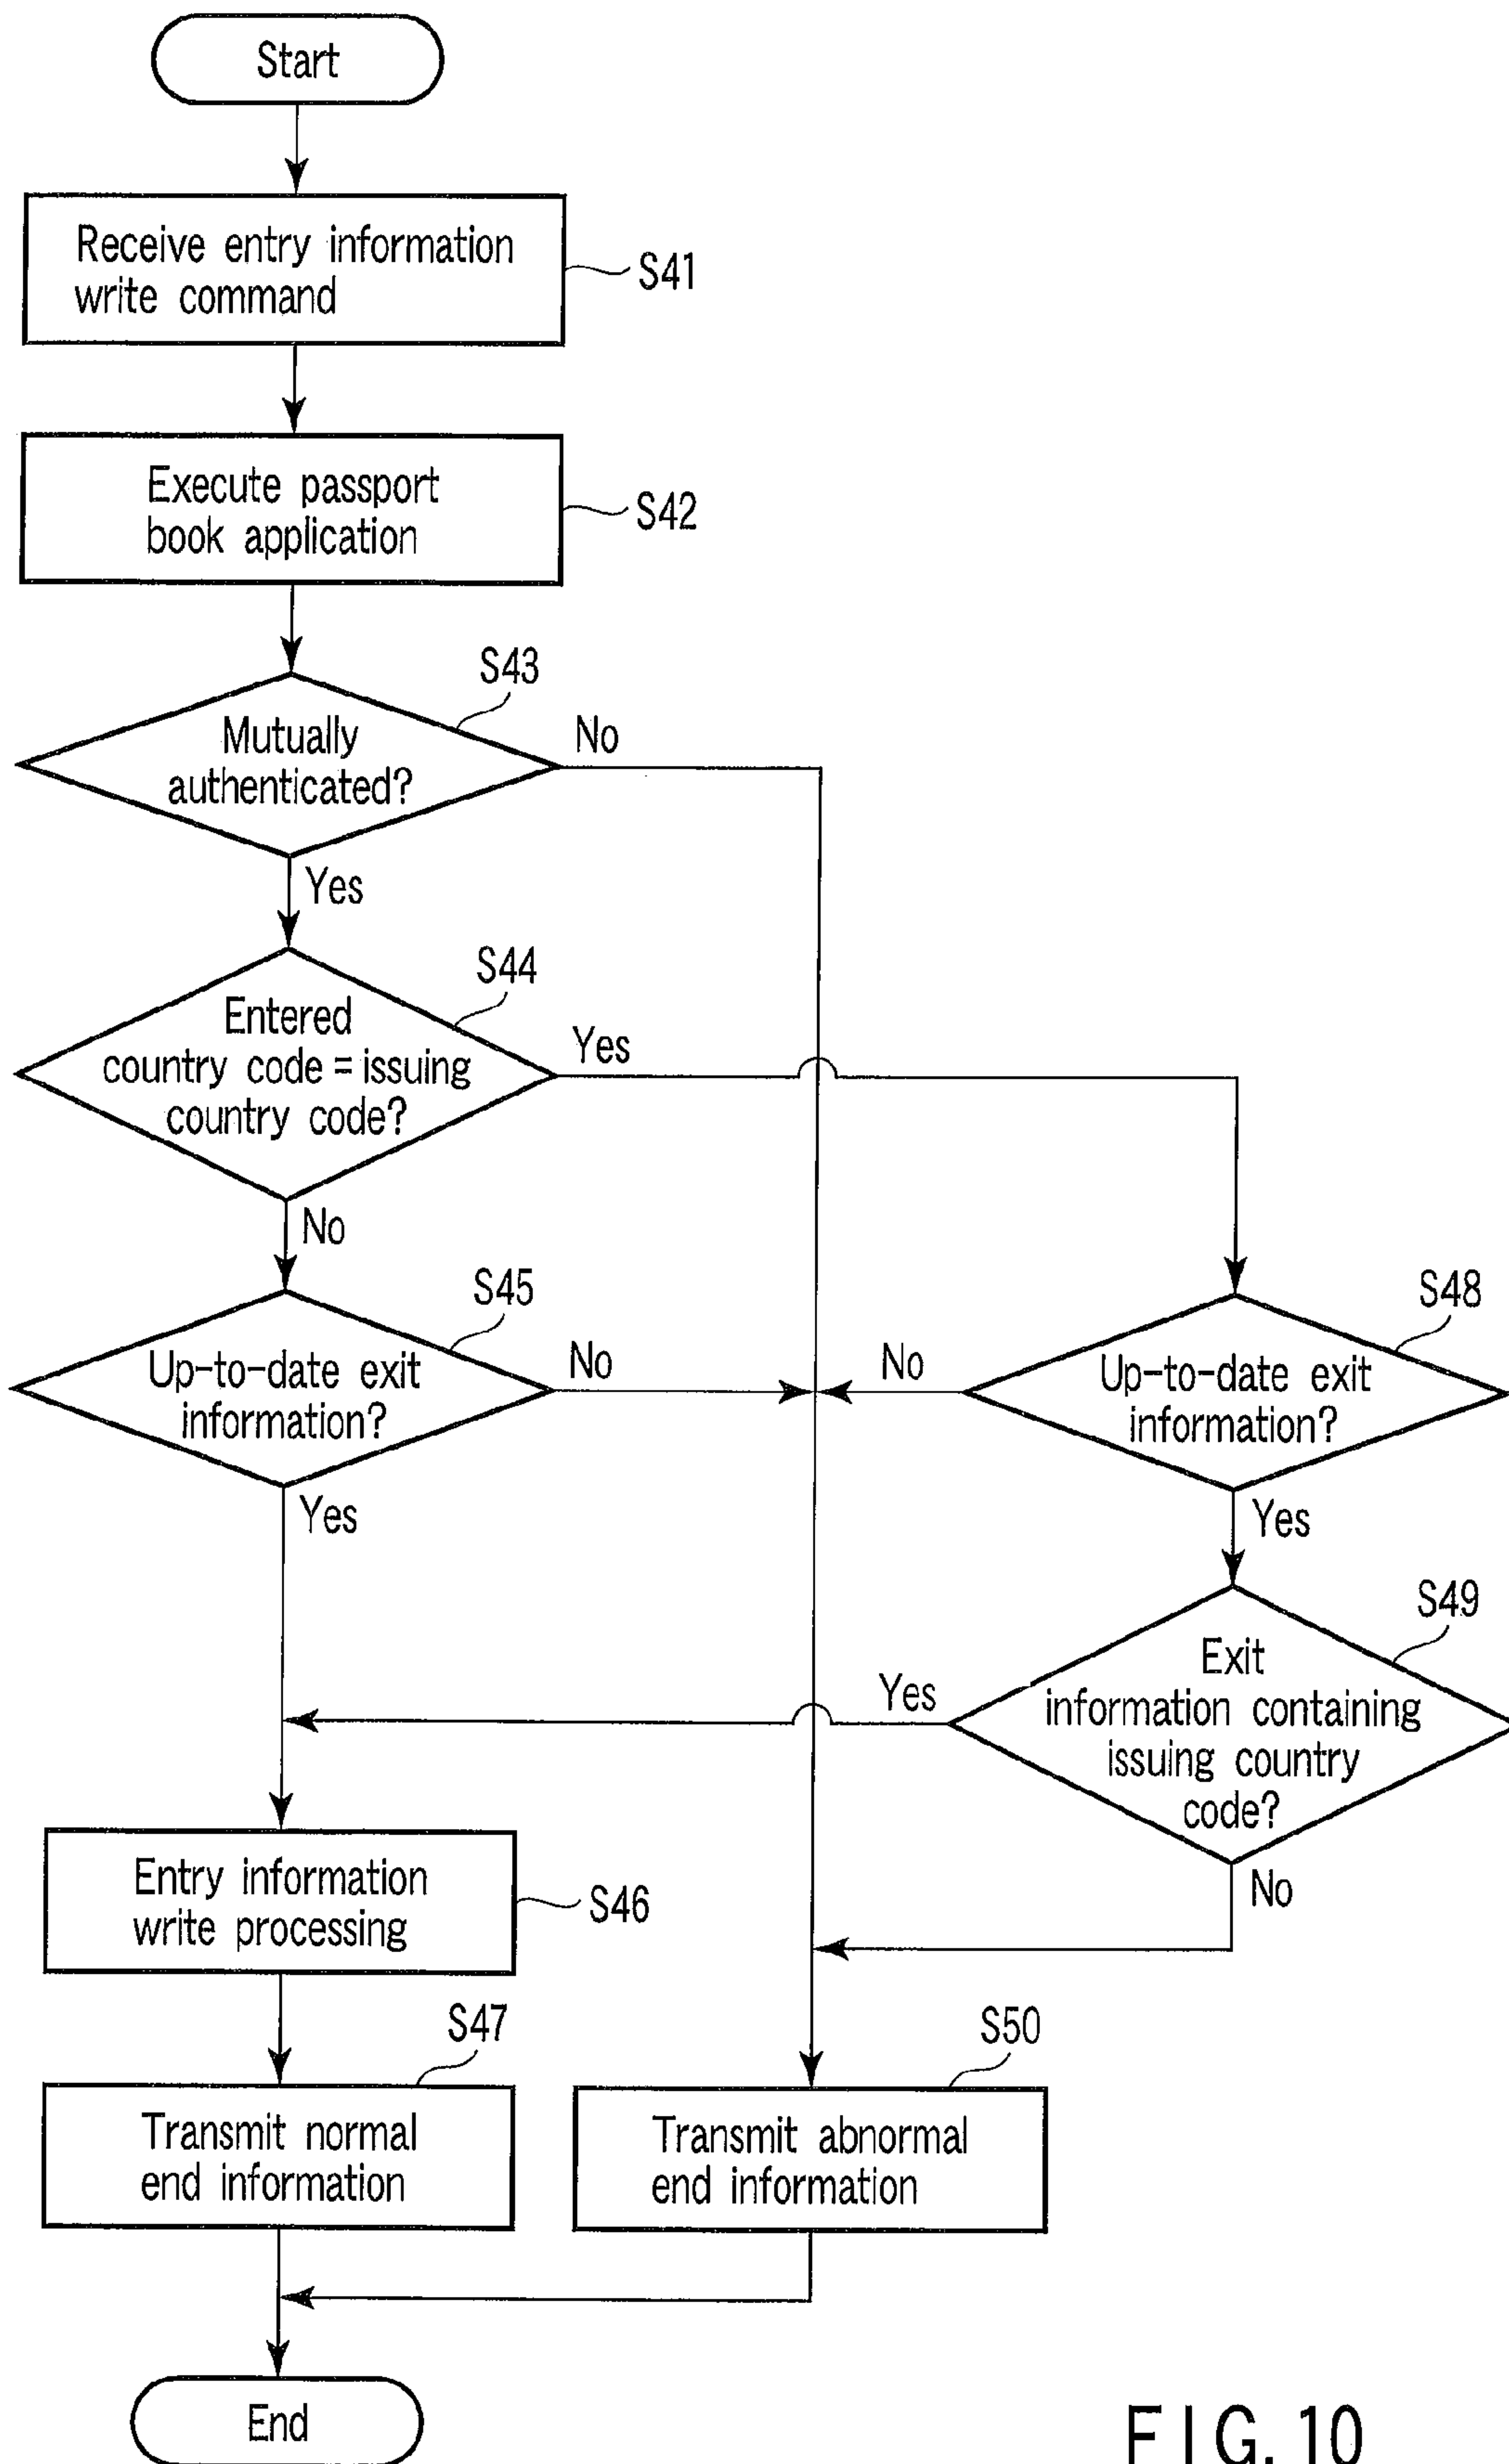 Start
Receive entry information
write command
S41
Execute passport
book application
S42
S43
Mutually
authenticated?
No
Yes
S44
Entered
country code = issuing
country code?
Yes
No
S45
Up-to-date exit
information?
No
Yes
S48
Up-to-date exit
information?
No
Yes
S49
Exit
information containing
issuing country
code?
Yes
No
Entry information
write processing
S46
S47
Transmit normal
end information
S50
Transmit abnormal
end information
End
FIG. 10